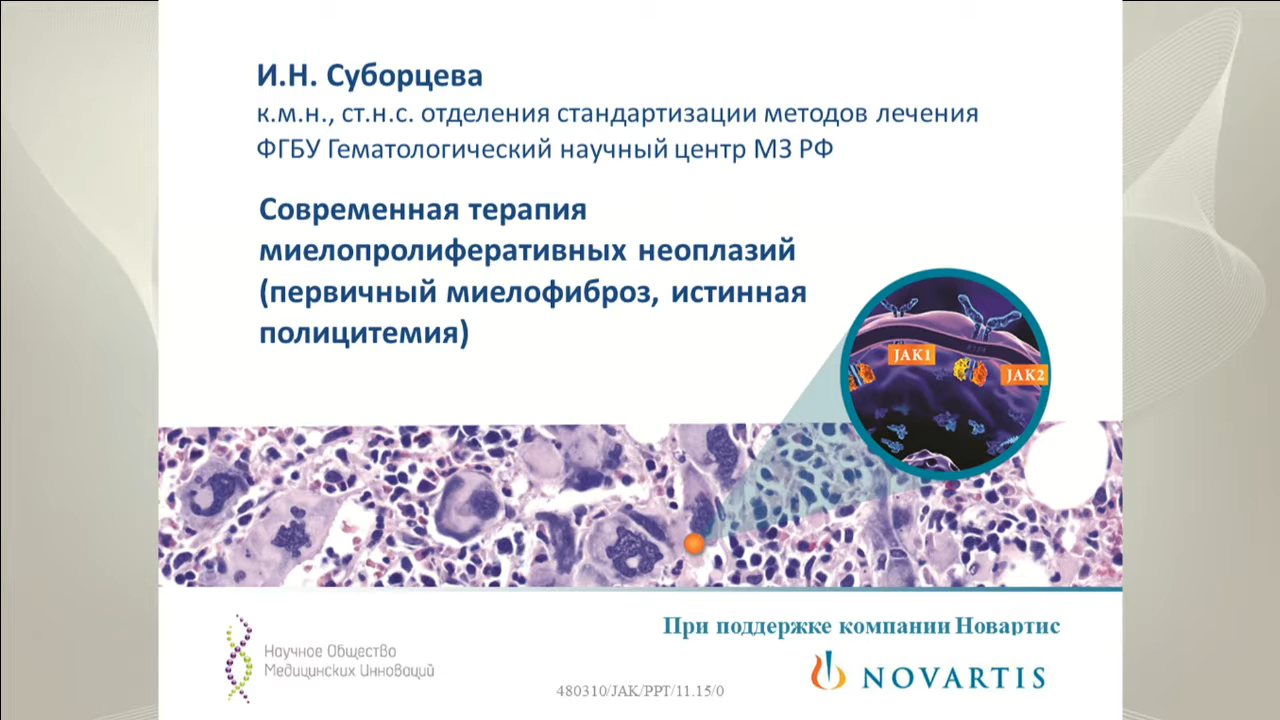 И.Н. Суборцева
к.м.н., ст.н.с. отделения стандартизации методов лечения
ФГБУ Гематологический научный центр МЗ РФ
Современная терапия
миелопролиферативных неоплазий
(первичный миелофиброз, истинная
полицитемия)
JAK1
JAK2
При поддержке компании Новартис
Научное Общество
Медицинских Инноваций
NOVARTIS
480310/JAK/PPT/11.15/0